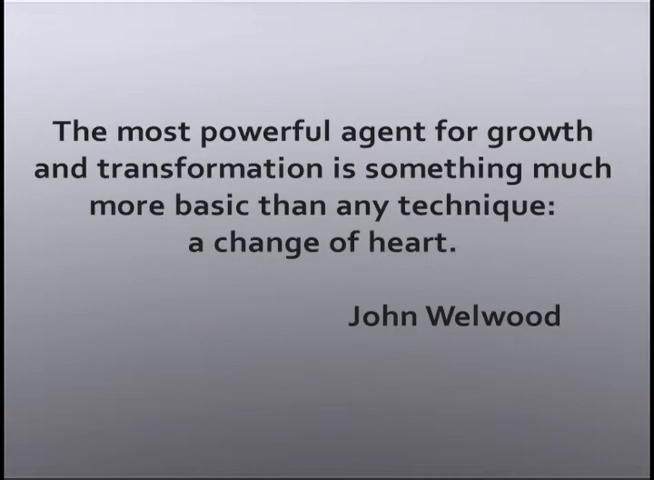 The most powerful agent for growth
and transformation is something much
more basic than any technique:
a change of heart.
John Welwood